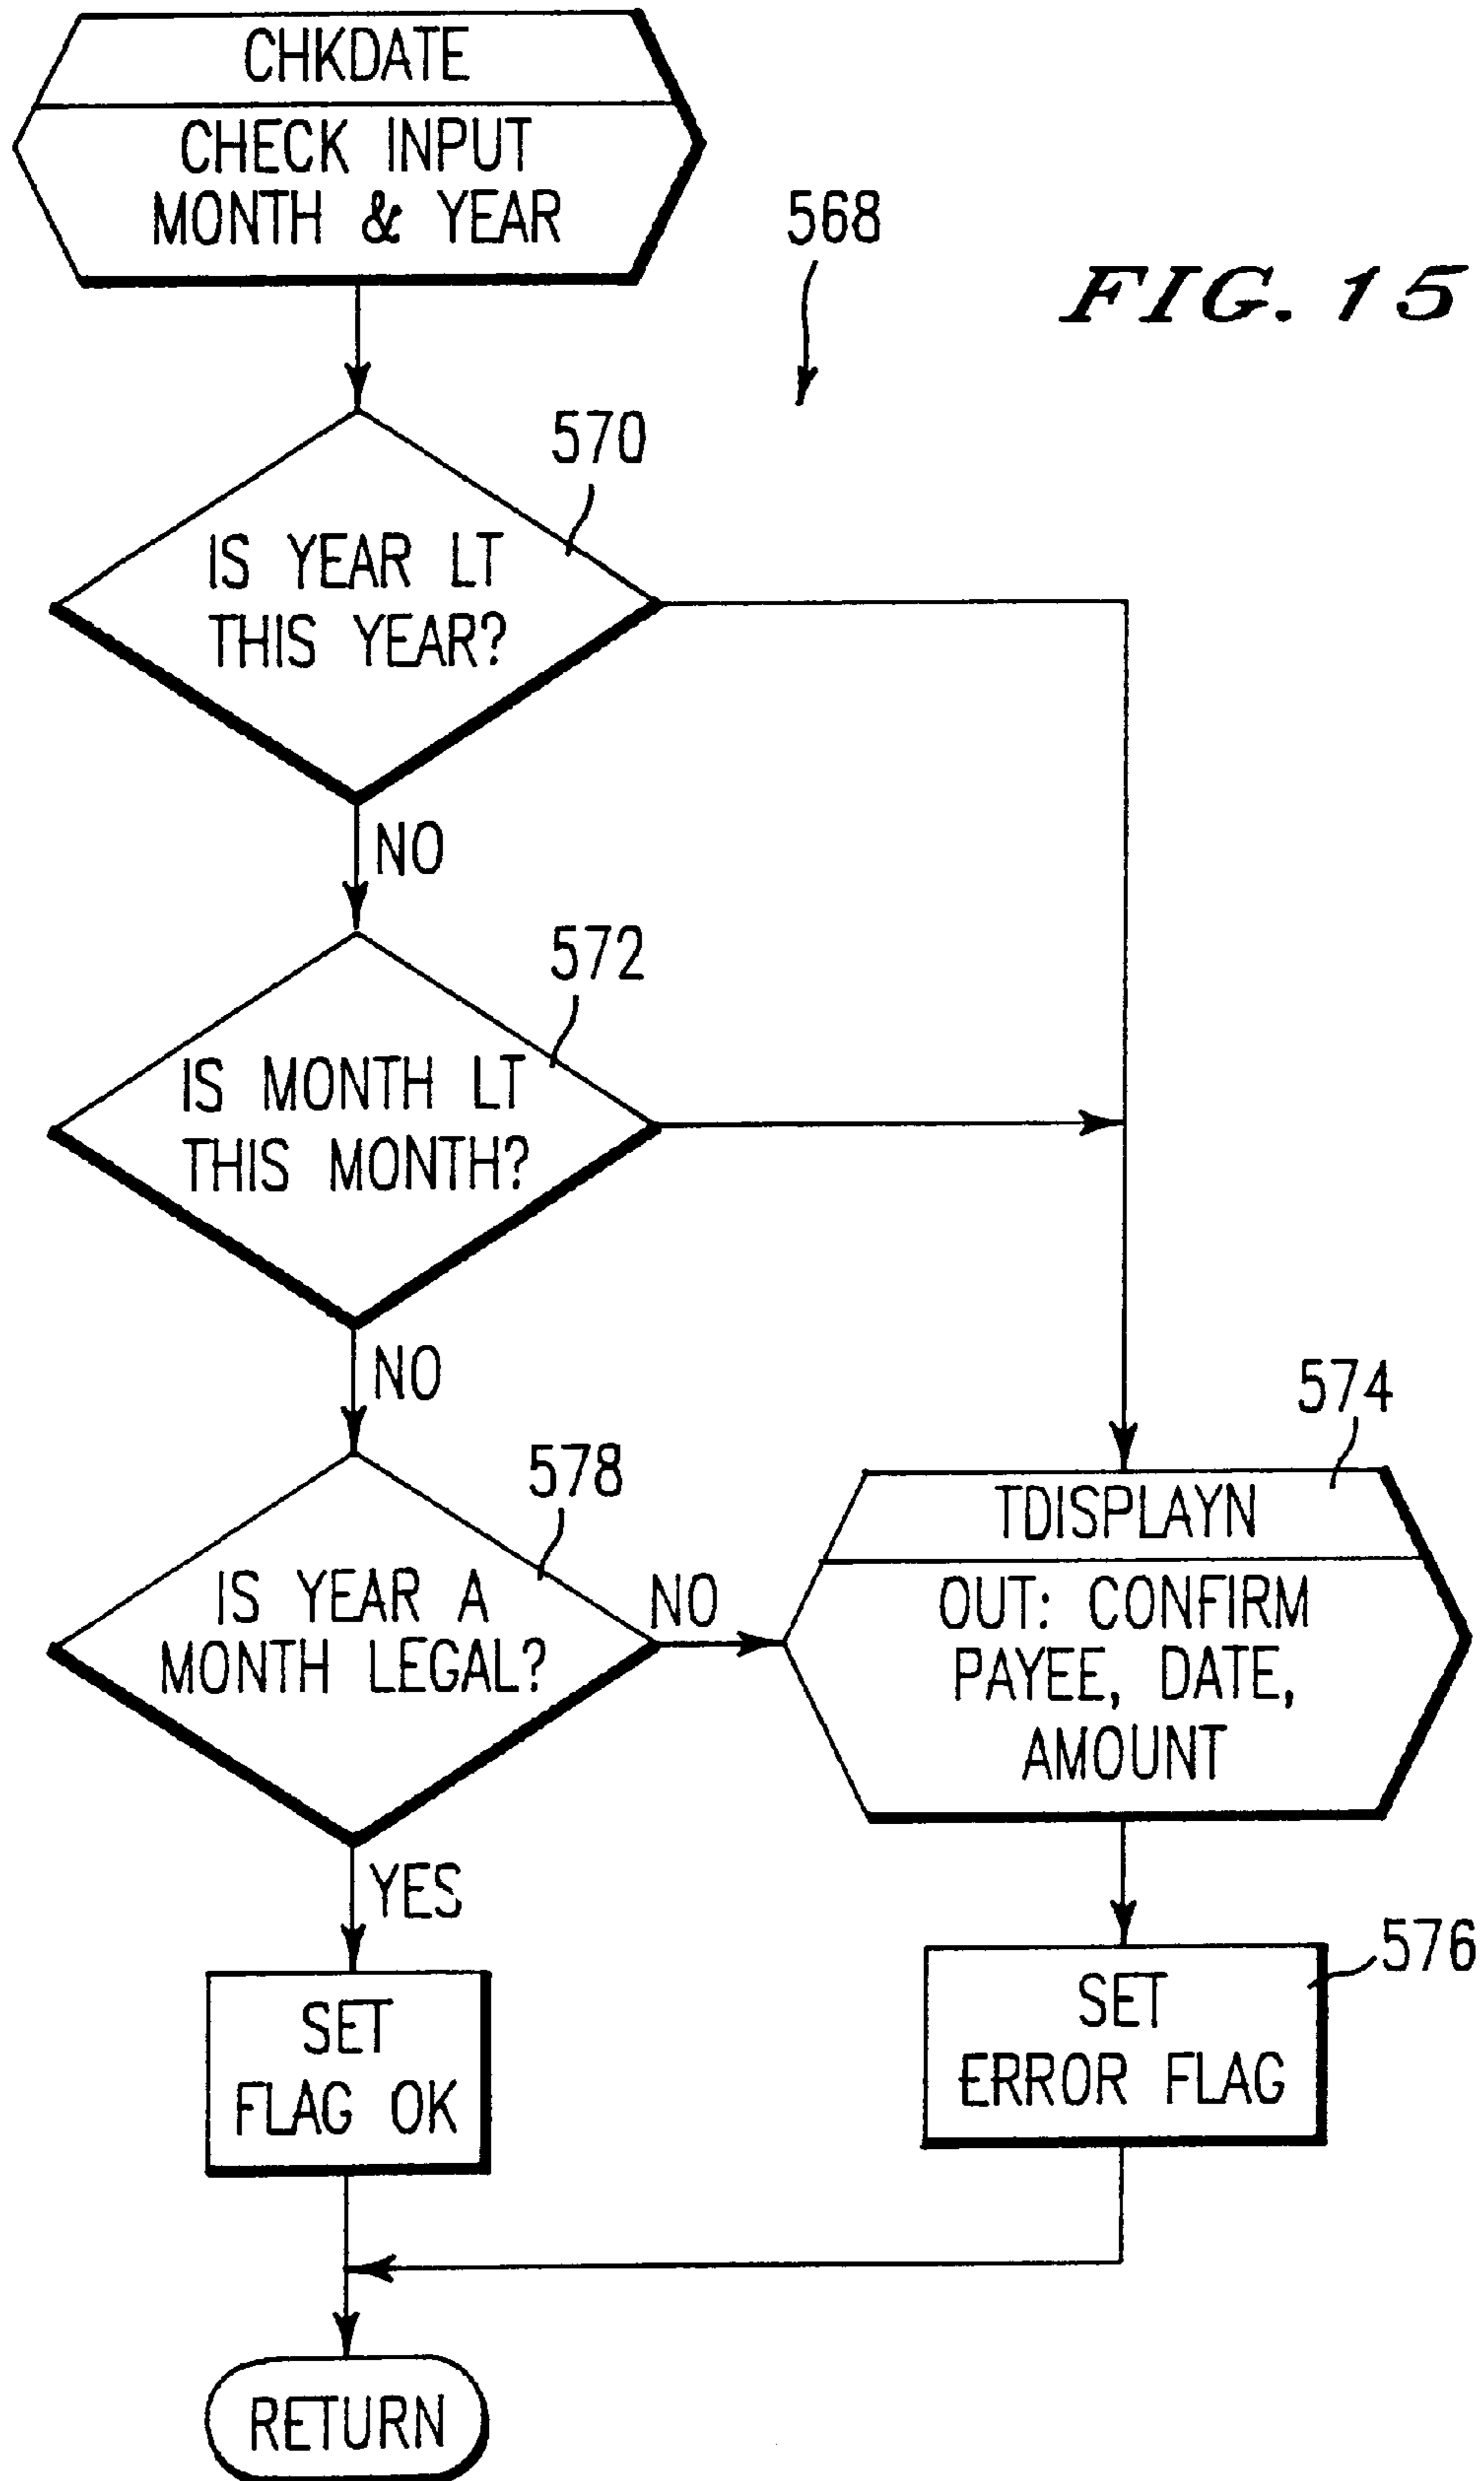 CHKDATE
CHECK INPUT
MONTH & YEAR
568
FIG. 15
570
IS YEAR LT
THIS YEAR?
NO
572
IS MONTH LT
THIS MONTH?
NO
578
IS YEAR A
MONTH LEGAL?
NO
574
TDISPLAYN
OUT: CONFIRM
PAYEE, DATE,
AMOUNT
YES
SET
FLAG OK
576
SET
ERROR FLAG
RETURN